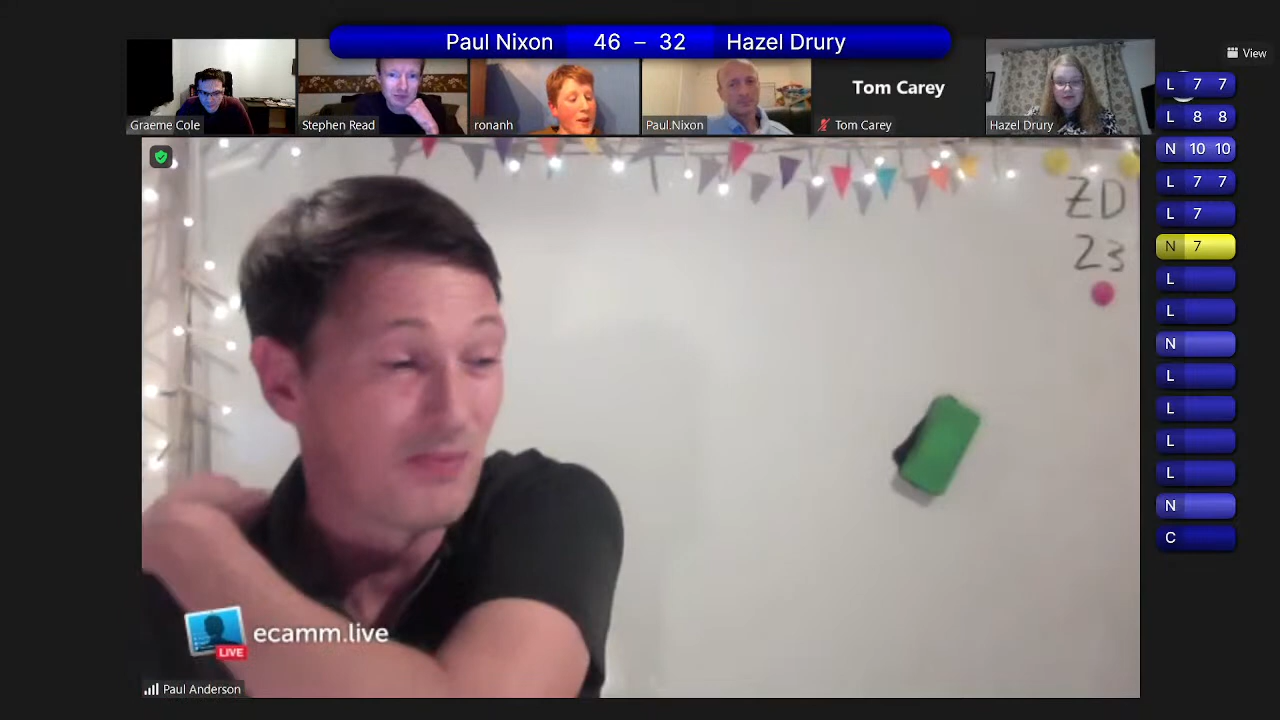 Paul Nixon 46 – 32 Hazel Drury
View
Graeme Cole
Stephen Read
ronanh
Paul.Nixon
Tom Carey
Tom Carey
Hazel Drury
L 7 7
L 8 8
N 10 10
L 7 7
L 7
N 7
L
L
N
L
L
L
L
N
C
ZD
23
ecamm.live
LIVE
Paul Anderson